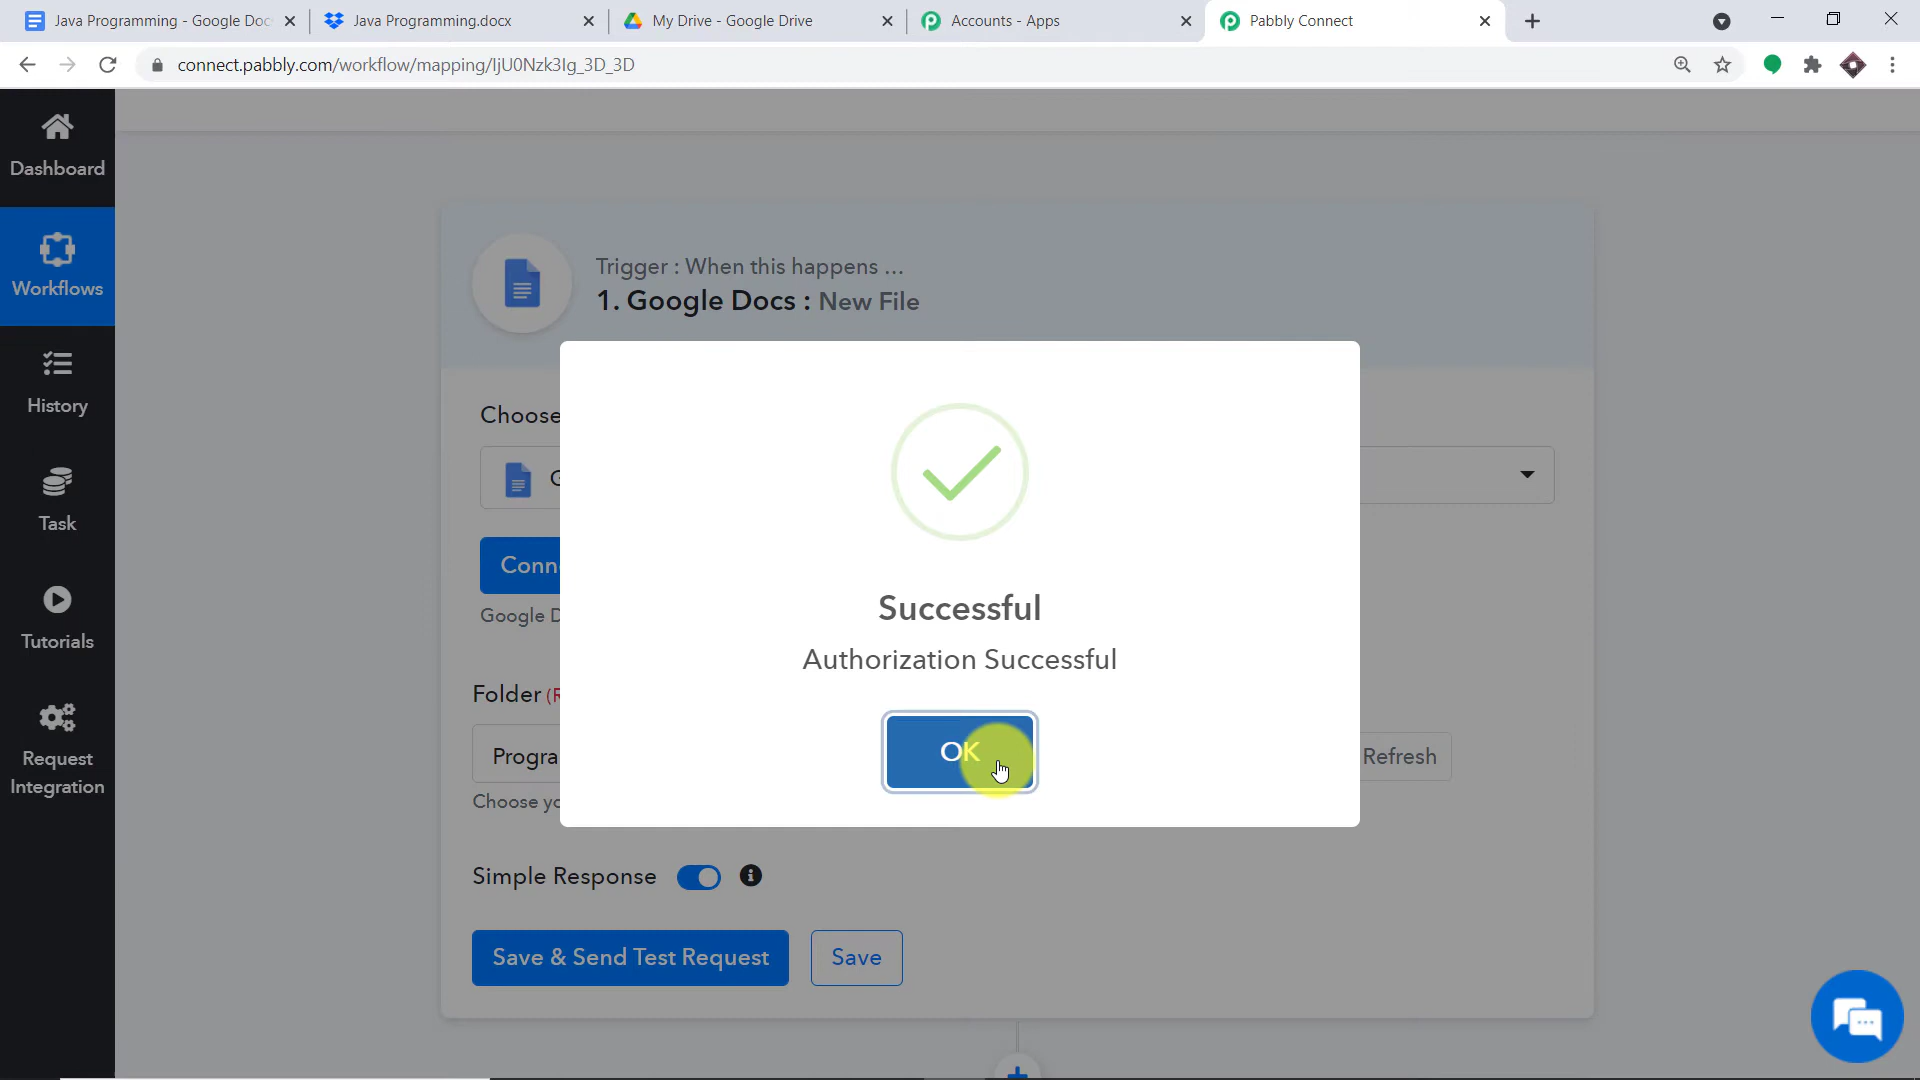 Java Programming - Google Doc
Java Programming.docx
My Drive - Google Drive
Accounts - Apps
Pabbly Connect
connect.pabbly.com/workflow/mapping/IjU0Nzk3Ig_3D_3D
Dashboard
Workflows
History
Task
Tutorials
Request
Integration
Trigger : When this happens ...
1. Google Docs : New File
Choose
G
Conn
Google D
Folder (R
Progra
Refresh
Choose yo
Successful
Authorization Successful
OK
Simple Response
Save & Send Test Request
Save